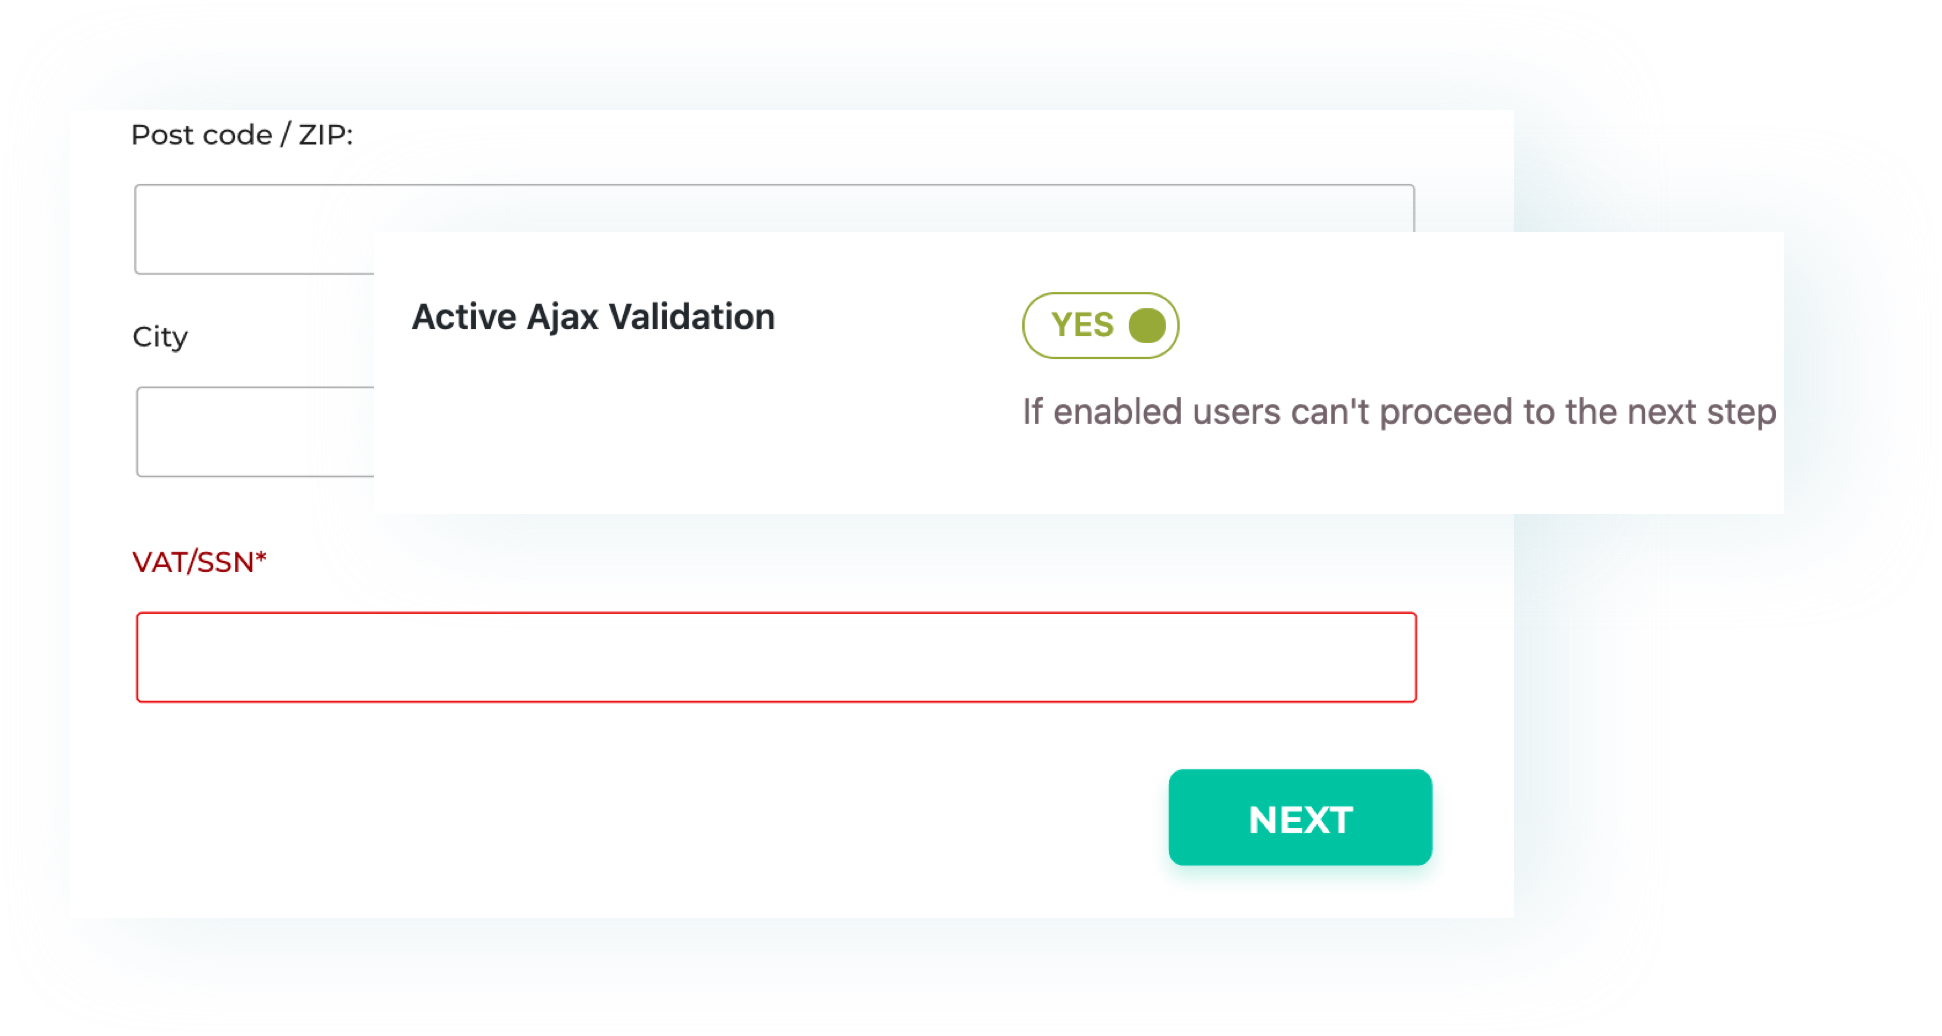 Post code / ZIP:
Active Ajax Validation
YES
City
If enabled users can't proceed to the next step
VAT/SSN*
NEXT